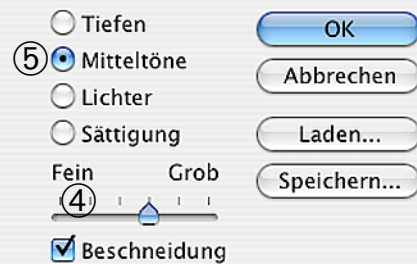 Tiefen
⑤ Mitteltöne
Lichter
Sättigung
Fein Grob
④
Beschneidung
OK
Abbrechen
Laden...
Speichern...